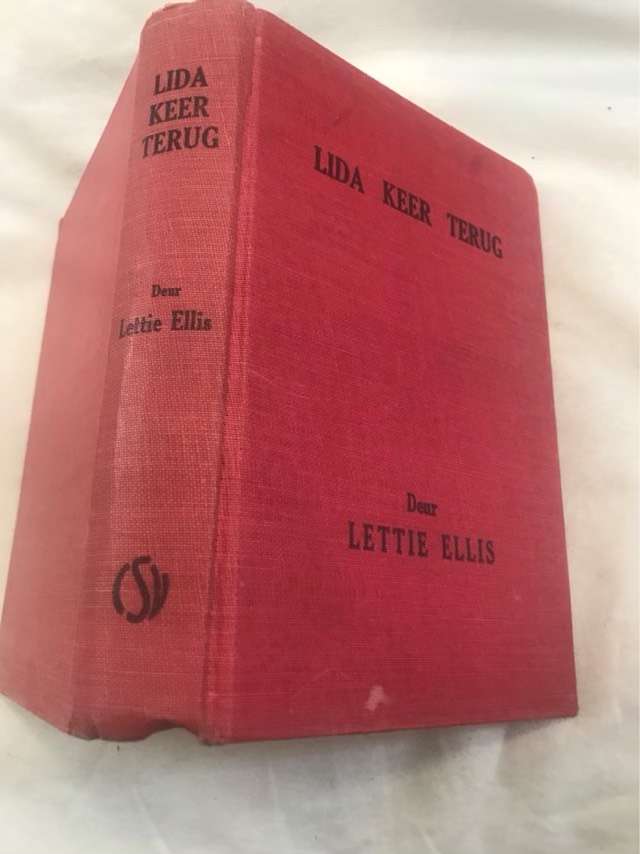 LIDA
KEER
TERUG
Deur
Lettie Ellis
LIDA KEER TERUG
Deur
LETTIE ELLIS